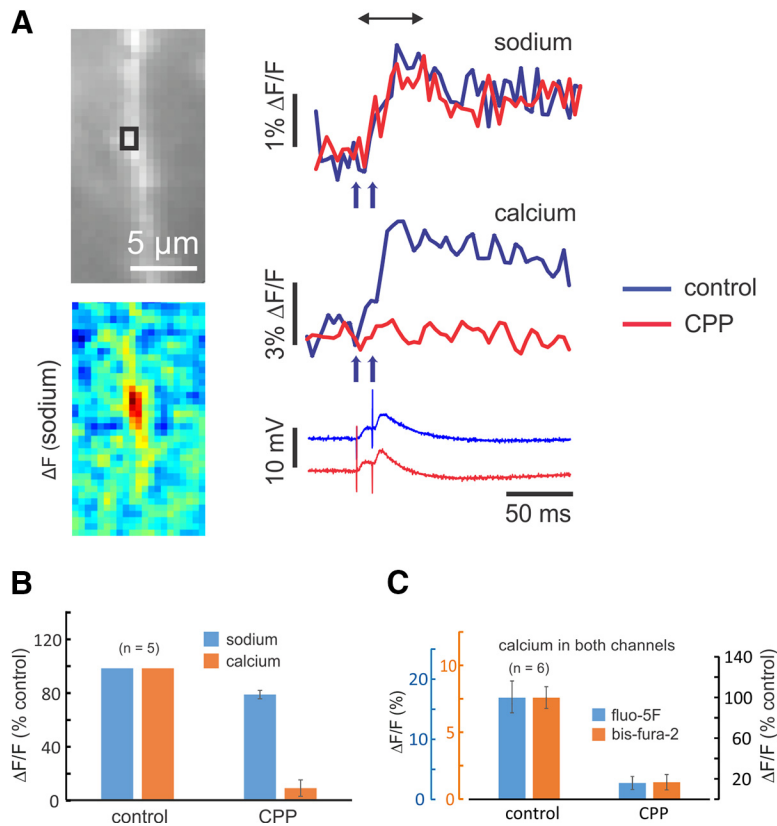 A
sodium
1% ΔF/F
5 µm
calcium
3% ΔF/F
control
CPP
ΔF (sodium)
10 mV
50 ms
B
ΔF/F (% control)
120
80
40
0
(n = 5)
sodium
calcium
control
CPP
C
calcium in both channels
(n = 6)
ΔF/F (%)
20
10
0
10
5
0
fluo-5F
bis-fura-2
140
100
60
20
ΔF/F (% control)
control
CPP